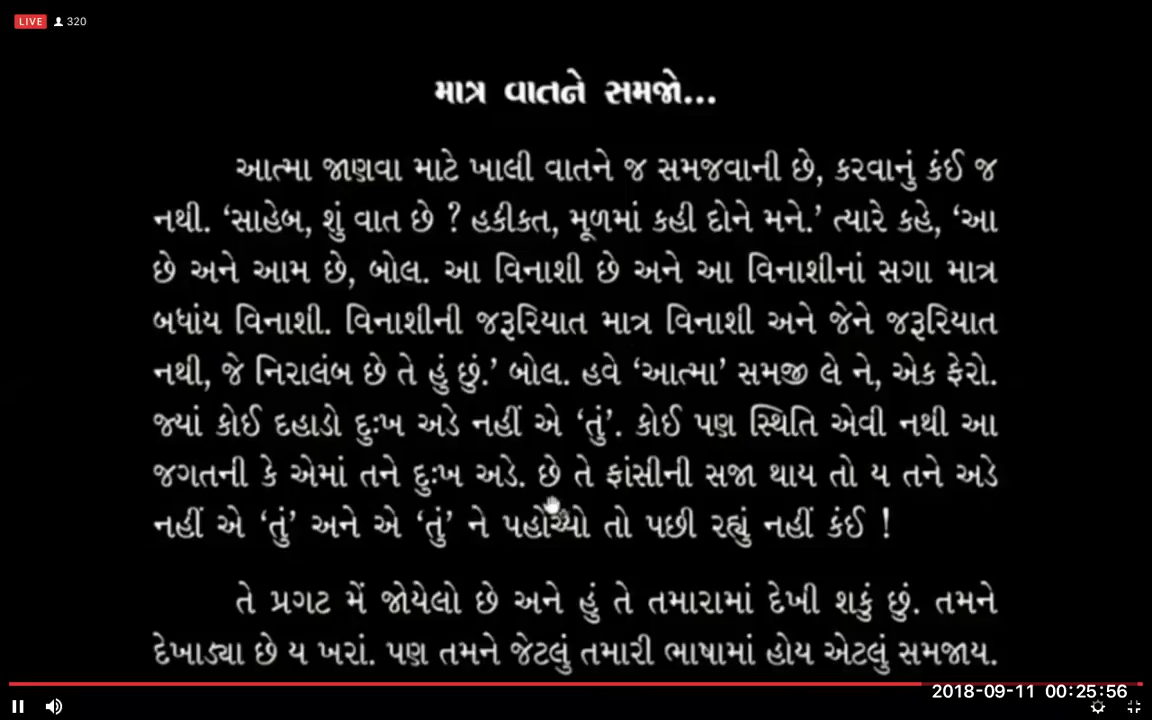 LIVE 320
માત્ર વાતને સમજો...
આત્મા જાણવા માટે ખાલી વાતને જ સમજવાની છે, કરવાનું કંઈ જ
નથી. ‘સાહેબ, શું વાત છે ? હકીકત, મૂળમાં કહી દોને મને.’ ત્યારે કહે, ‘આ
છે અને આમ છે, બોલ. આ વિનાશી છે અને આ વિનાશીનાં સગા માત્ર
બધાંય વિનાશી. વિનાશીની જરૂરિયાત માત્ર વિનાશી અને જેને જરૂરિયાત
નથી, જે નિરાલંબ છે તે હું છું.’ બોલ. હવે ‘આત્મા’ સમજી લે ને, એક ફેરો.
જ્યાં કોઈ દહાડો દુઃખ અડે નહીં એ ‘તું’. કોઈ પણ સ્થિતિ એવી નથી આ
જગતની કે એમાં તને દુઃખ અડે. છે તે ફાંસીની સજા થાય તો ય તને અડે
નહીં એ ‘તું’ અને એ ‘તું’ ને પહોંચ્યો તો પછી રહ્યું નહીં કંઈ !
તે પ્રગટ મેં જોયેલો છે અને હું તે તમારામાં દેખી શકું છું. તમને
દેખાડ્યા છે ય ખરાં. પણ તમને જેટલું તમારી ભાષામાં હોય એટલું સમજાય.
2018-09-11 00:25:56